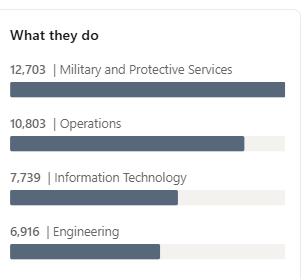 What they do
12,703 | Military and Protective Services
10,803 | Operations
7,739 | Information Technology
6,916 | Engineering